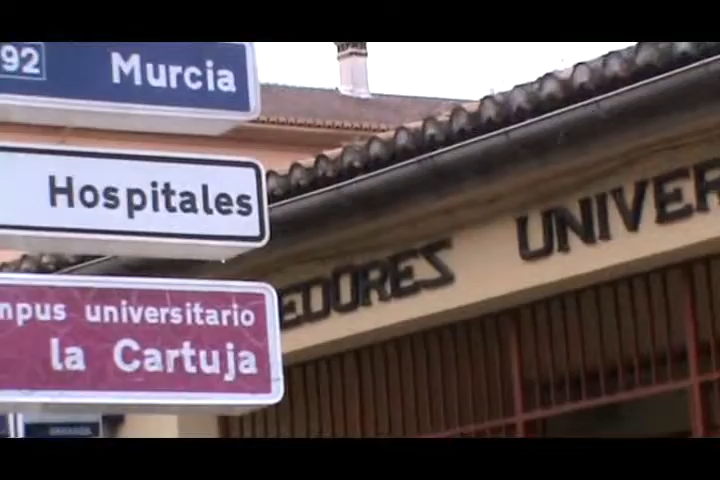 92
Murcia
Hospitales
mpus universitario
la Cartuja
EDORES UNIVER